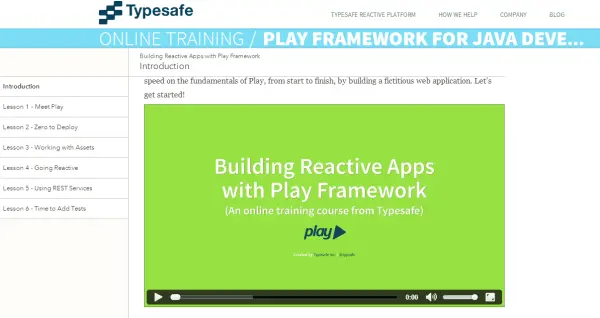 Typesafe
TYPESAFE REACTIVE PLATFORM HOW WE HELP COMPANY BLOG
ONLINE TRAINING / PLAY FRAMEWORK FOR JAVA DEVE...
Building Reactive Apps with Play Framework
Introduction
Introduction
Lesson 1 - Meet Play
Lesson 2 - Zero to Deploy
Lesson 3 - Working with Assets
Lesson 4 - Going Reactive
Lesson 5 - Using REST Services
Lesson 6 - Time to Add Tests
speed on the fundamentals of Play, from start to finish, by building a fictitious web application. Let's
get started!
Building Reactive Apps
with Play Framework
(An online training course from Typesafe)
play
0:00